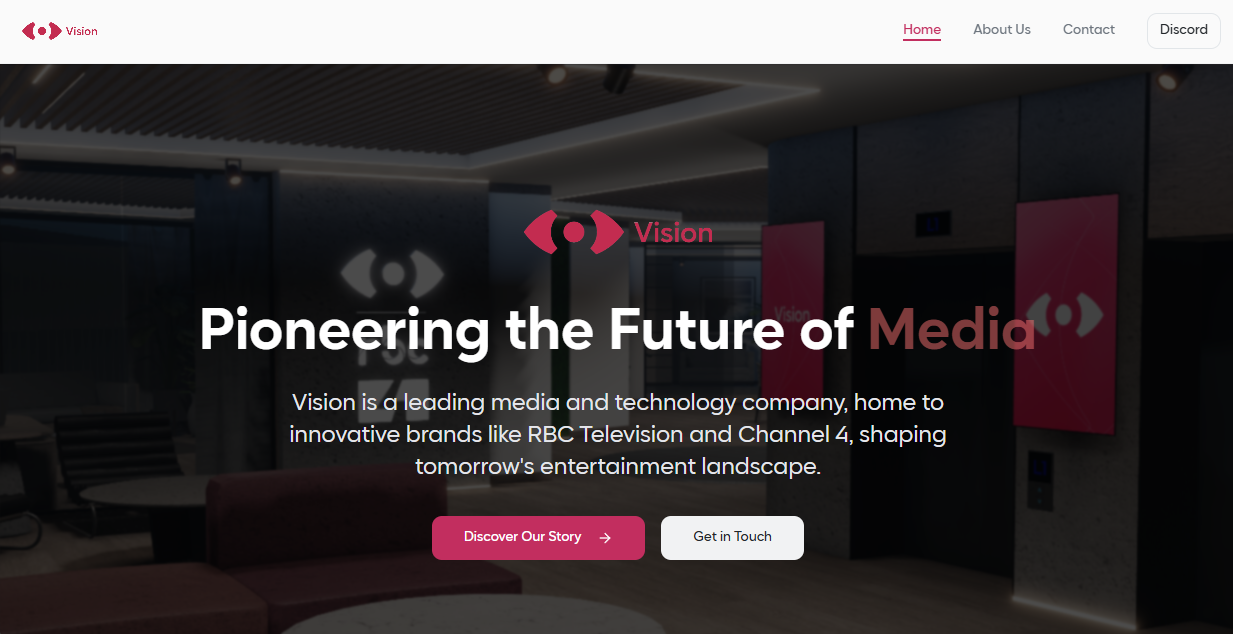 Vision
Home
About Us
Contact
Discord
Vision
Vision
Pioneering the Future of Media
Vision is a leading media and technology company, home to
innovative brands like RBC Television and Channel 4, shaping
tomorrow's entertainment landscape.
Discover Our Story
Get in Touch